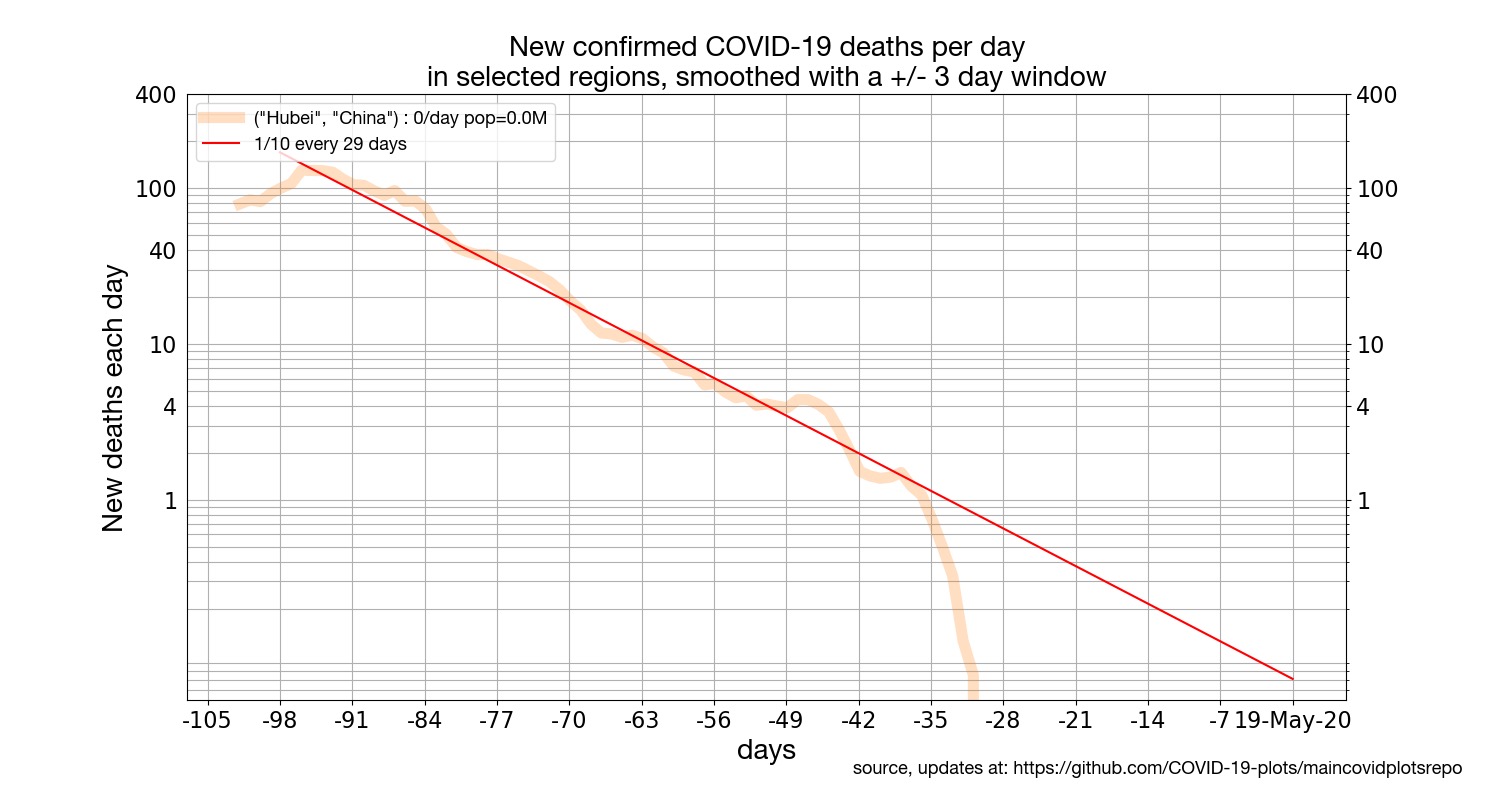 New confirmed COVID-19 deaths per day
in selected regions, smoothed with a +/- 3 day window
("Hubei", "China") : 0/day pop=0.0M
1/10 every 29 days
New deaths each day
400
100
40
10
4
1
400
100
40
10
4
1
-105 -98 -91 -84 -77 -70 -63 -56 -49 -42 -35 -28 -21 -14 -7 19-May-20
days
source, updates at: https://github.com/COVID-19-plots/maincovidplotsrepo